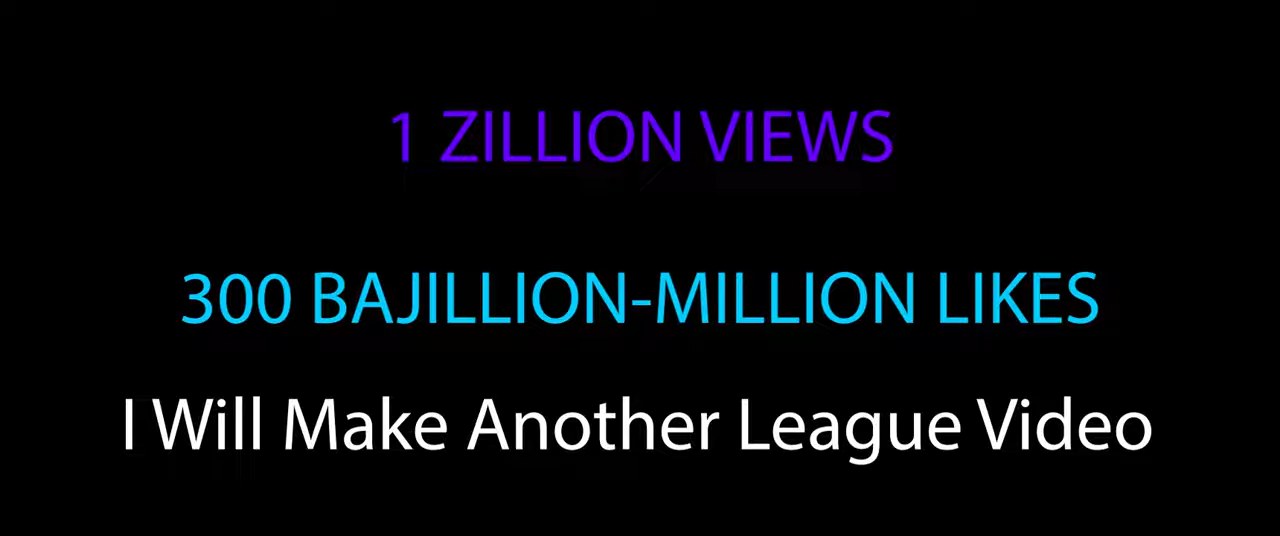 1 ZILLION VIEWS
300 BAJILLION-MILLION LIKES
I Will Make Another League Video